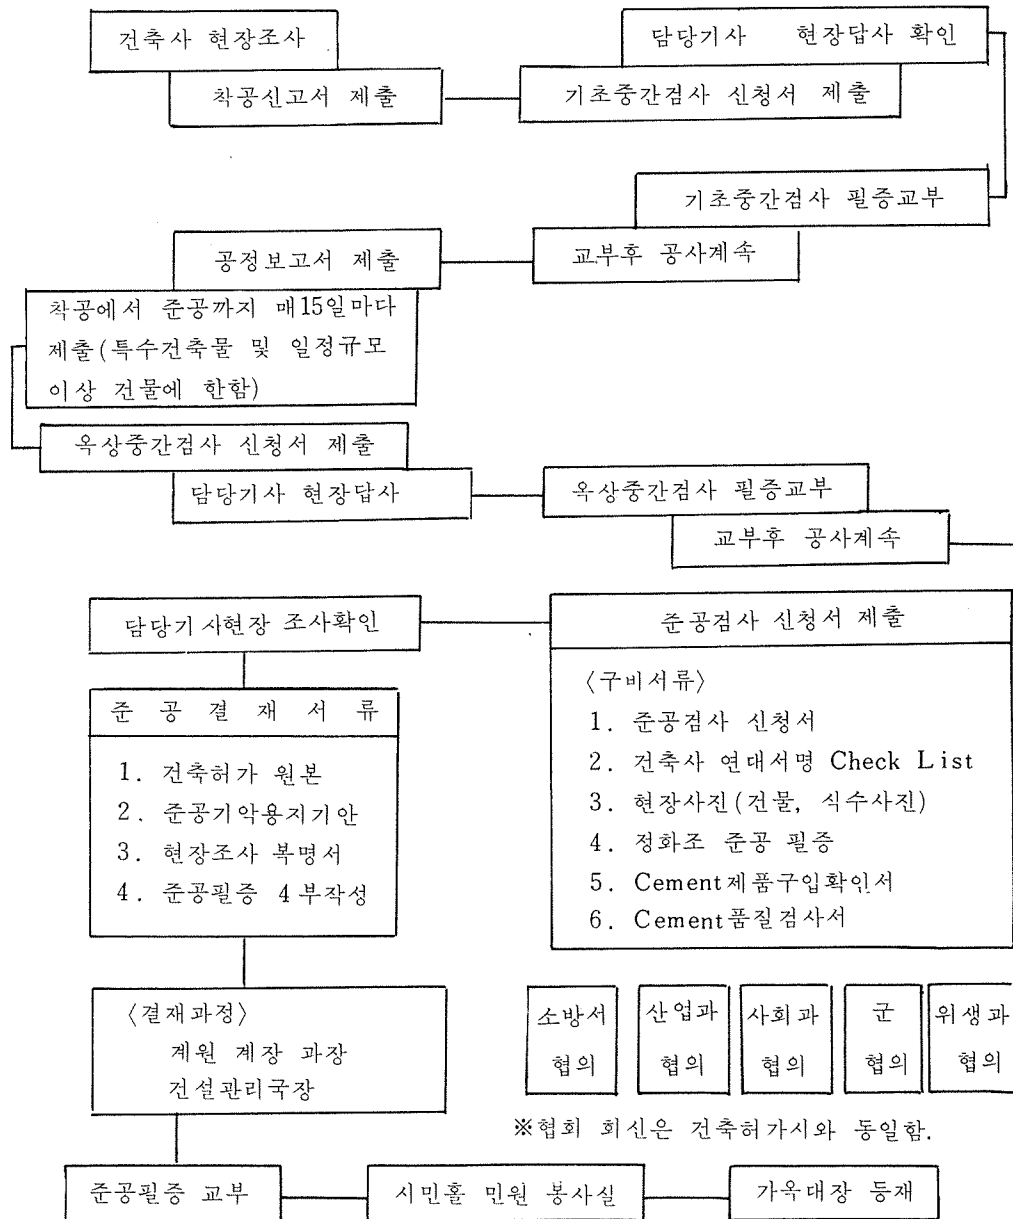 건축사 현장조사
담당기사 현장답사 확인
착공신고서 제출
기초중간검사 신청서 제출
기초중간검사 필증교부
공정보고서 제출
교부후 공사계속
착공에서 준공까지 매15일마다
제출(특수건축물 및 일정규모
이상 건물에 한함)
옥상중간검사 신청서 제출
담당기사 현장답사
옥상중간검사 필증교부
교부후 공사계속
담당기사현장 조사확인
준공검사 신청서 제출
<구비서류>
1. 준공검사 신청서
2. 건축사 연대서명 Check List
3. 현장사진(건물, 식수사진)
4. 정화조 준공 필증
5. Cement제품구입확인서
6. Cement품질검사서
준 공 결 재 서 류
1. 건축허가 원본
2. 준공기악용지기안
3. 현장조사 복명서
4. 준공필증 4부작성
<결재과정>
계원 계장 과장
건설관리국장
소방서
협의
산업과
협의
사회과
협의
군
협의
위생과
협의
※협회 회신은 건축허가시와 동일함.
준공필증 교부
시민홀 민원 봉사실
가옥대장 등재